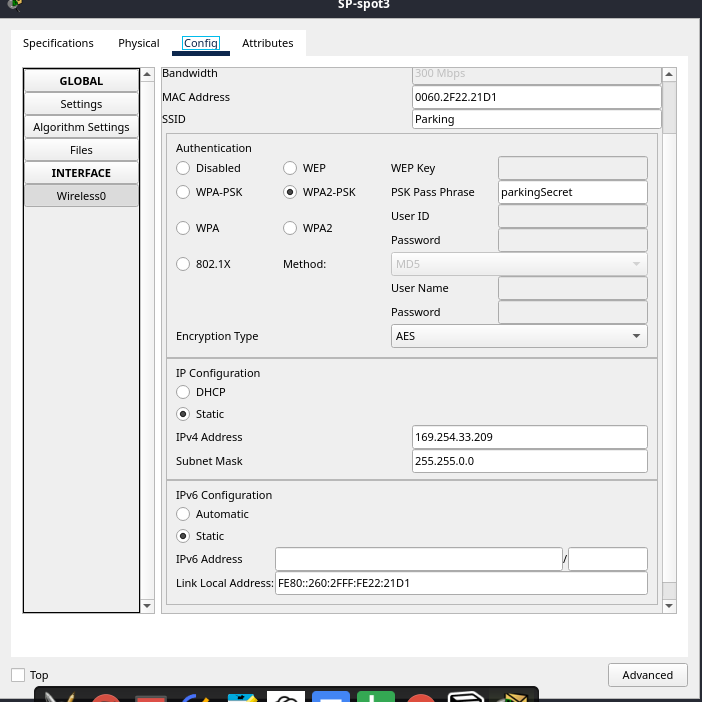 SP-spot3
Specifications Physical Config Attributes
GLOBAL
Settings
Algorithm Settings
Files
INTERFACE
Wireless0
Bandwidth 300 Mbps
MAC Address 0060.2F22.21D1
SSID Parking
Authentication
Disabled WEP WEP Key
WPA-PSK WPA2-PSK PSK Pass Phrase parkingSecret
User ID
WPA WPA2
Password
802.1X Method: MD5
User Name
Password
Encryption Type AES
IP Configuration
DHCP
Static
IPv4 Address 169.254.33.209
Subnet Mask 255.255.0.0
IPv6 Configuration
Automatic
Static
IPv6 Address /
Link Local Address: FE80::260:2FFF:FE22:21D1
Top Advanced